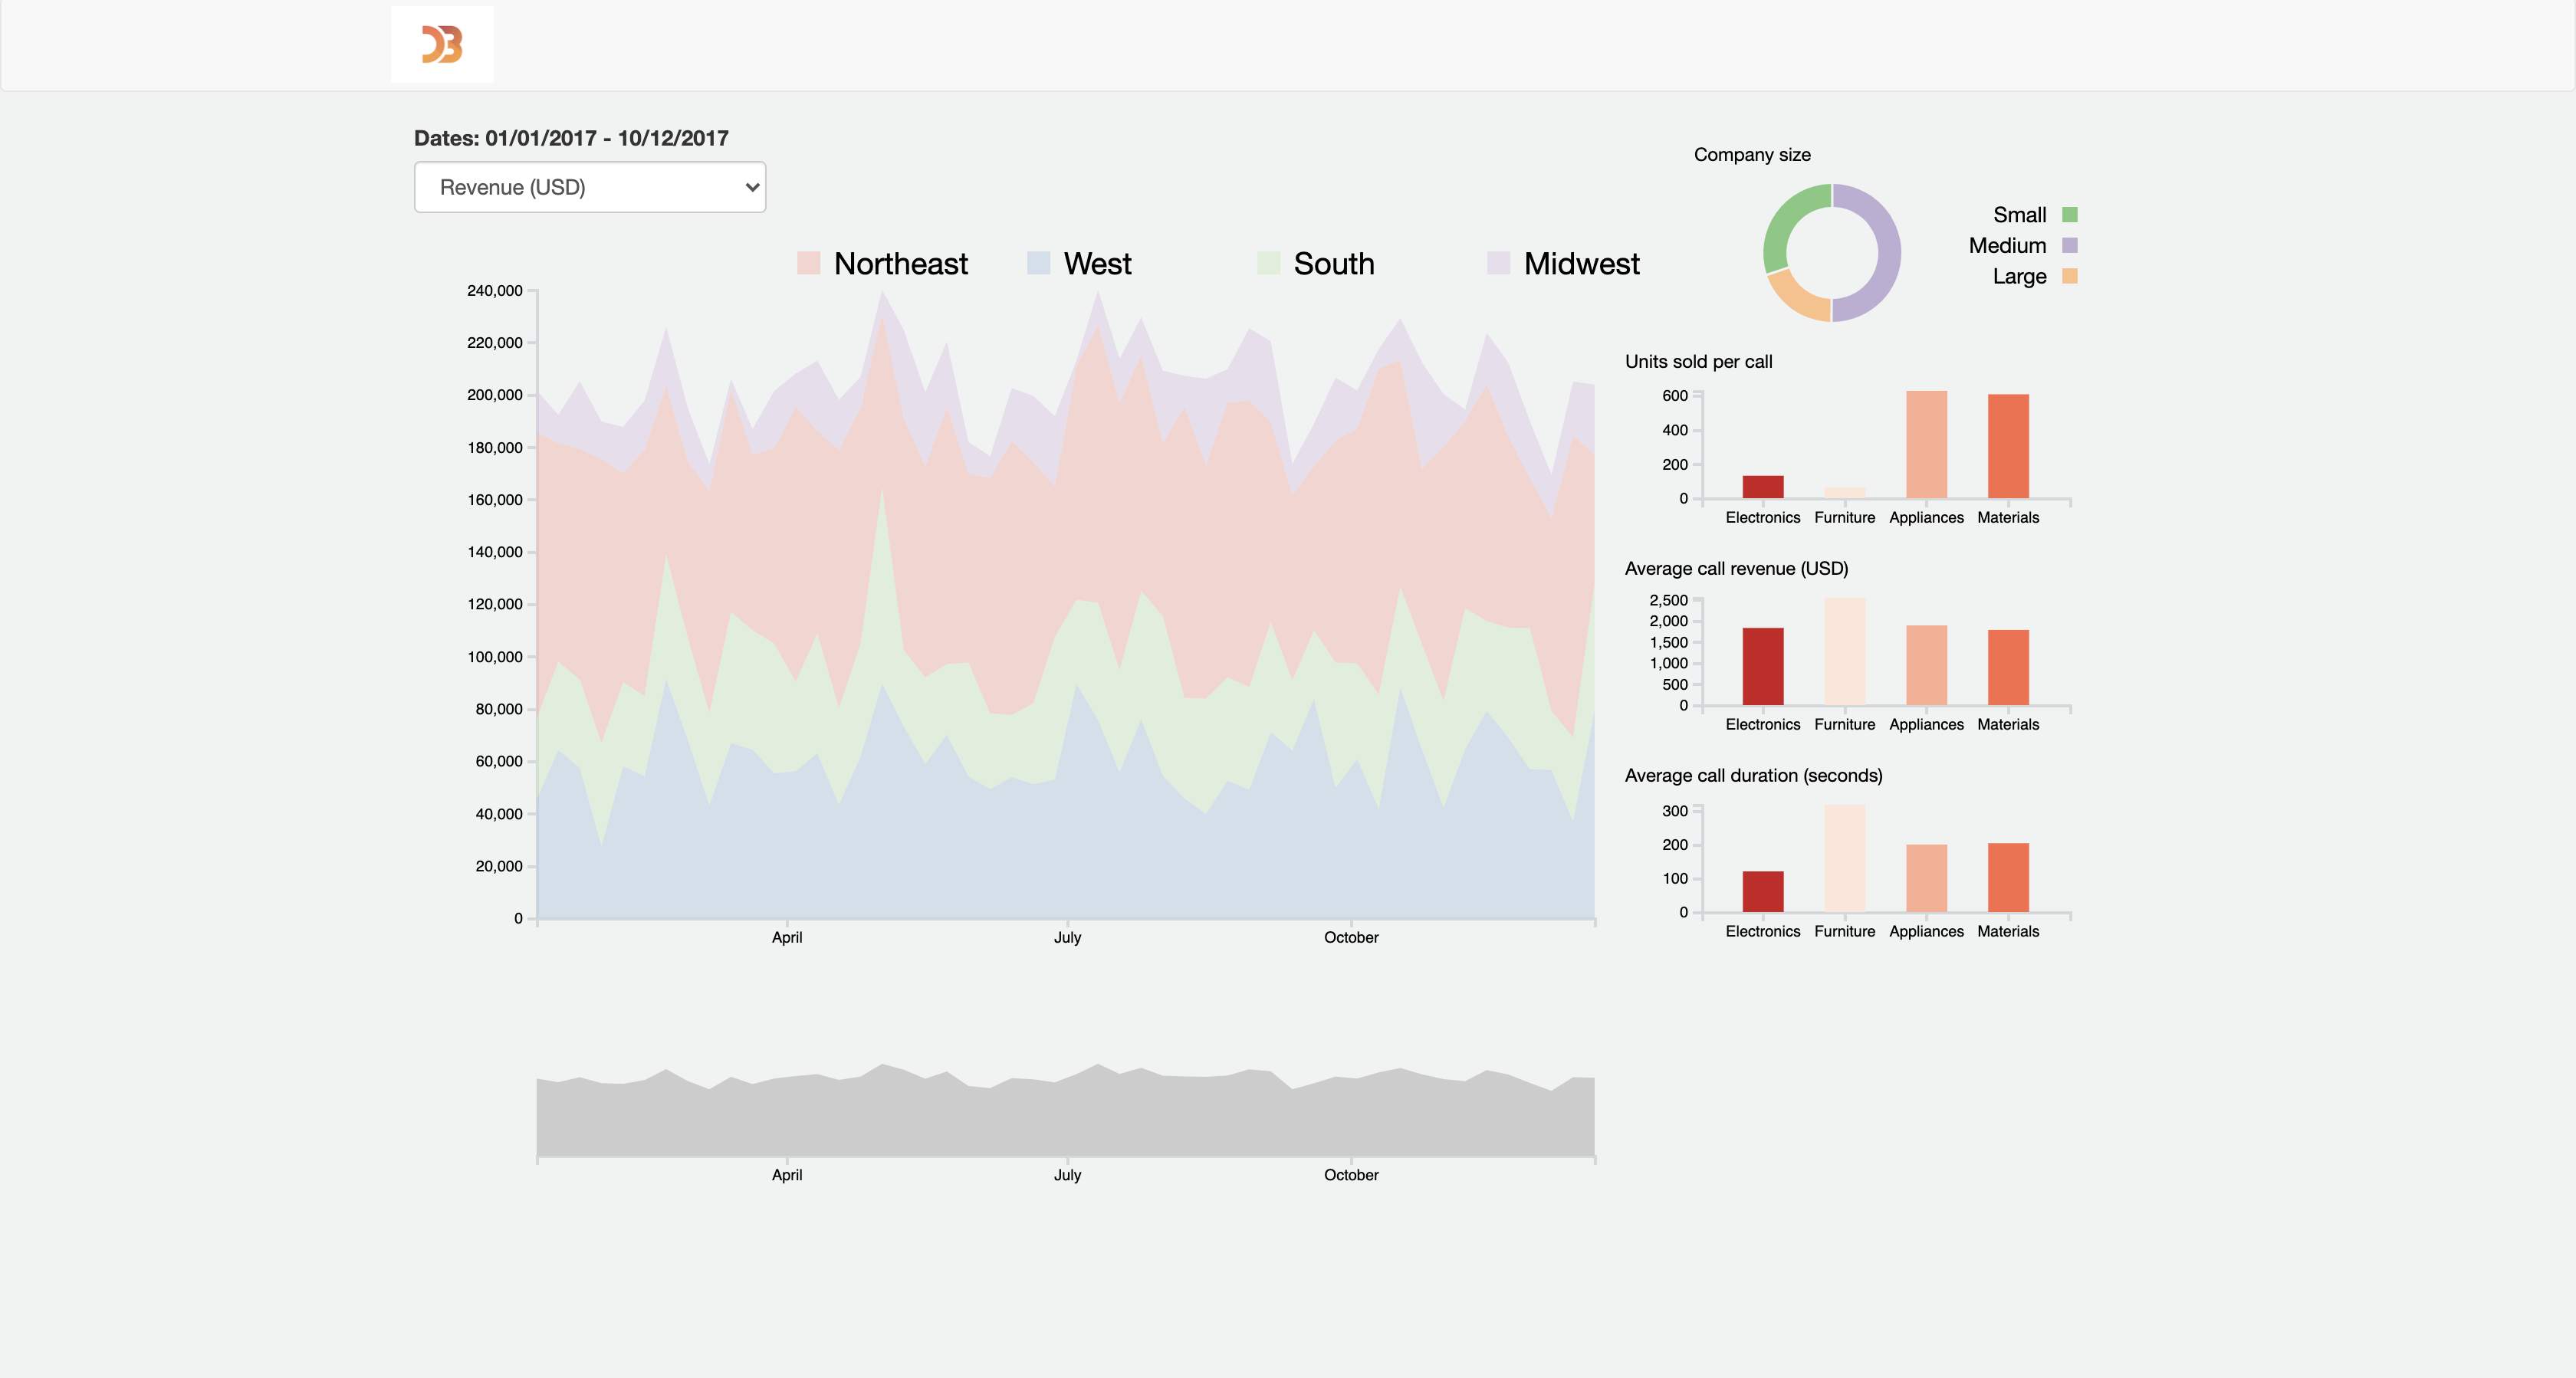 Dates: 01/01/2017 - 10/12/2017
Revenue (USD)
Northeast West South Midwest
240,000
220,000
200,000
180,000
160,000
140,000
120,000
100,000
80,000
60,000
40,000
20,000
0
April July October
April July October
Company size
Small
Medium
Large
Units sold per call
600
400
200
0
Electronics Furniture Appliances Materials
Average call revenue (USD)
2,500
2,000
1,500
1,000
500
0
Electronics Furniture Appliances Materials
Average call duration (seconds)
300
200
100
0
Electronics Furniture Appliances Materials